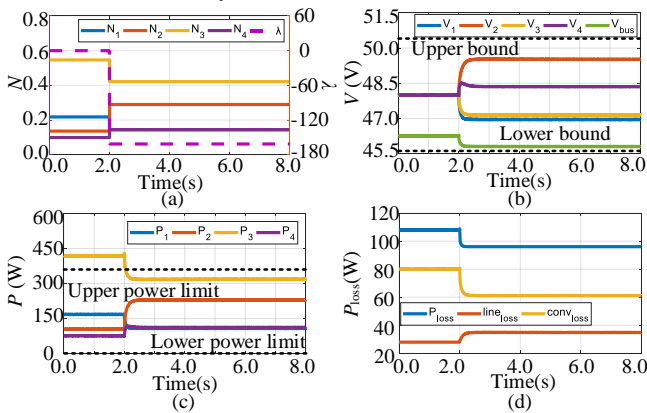 N1 N2 N3 N4 λ
0.8 0.6 0.4 0.2 0.0
N
60 0 -60 -120 -180
λ
0.0 2.0 4.0 6.0 8.0
Time(s)
(a)
V1 V2 V3 V4 Vbus
51.5 50.0 48.5 47.0 45.5
V (V)
Upper bound
Lower bound
0.0 2.0 4.0 6.0 8.0
Time(s)
(b)
P1 P2 P3 P4
600 450 300 150 0
P (W)
Upper power limit
Lower power limit
0.0 2.0 4.0 6.0 8.0
Time(s)
(c)
120 100 80 60 40 20
Ploss(W)
Ploss lineloss convloss
0.0 2.0 4.0 6.0 8.0
Time(s)
(d)